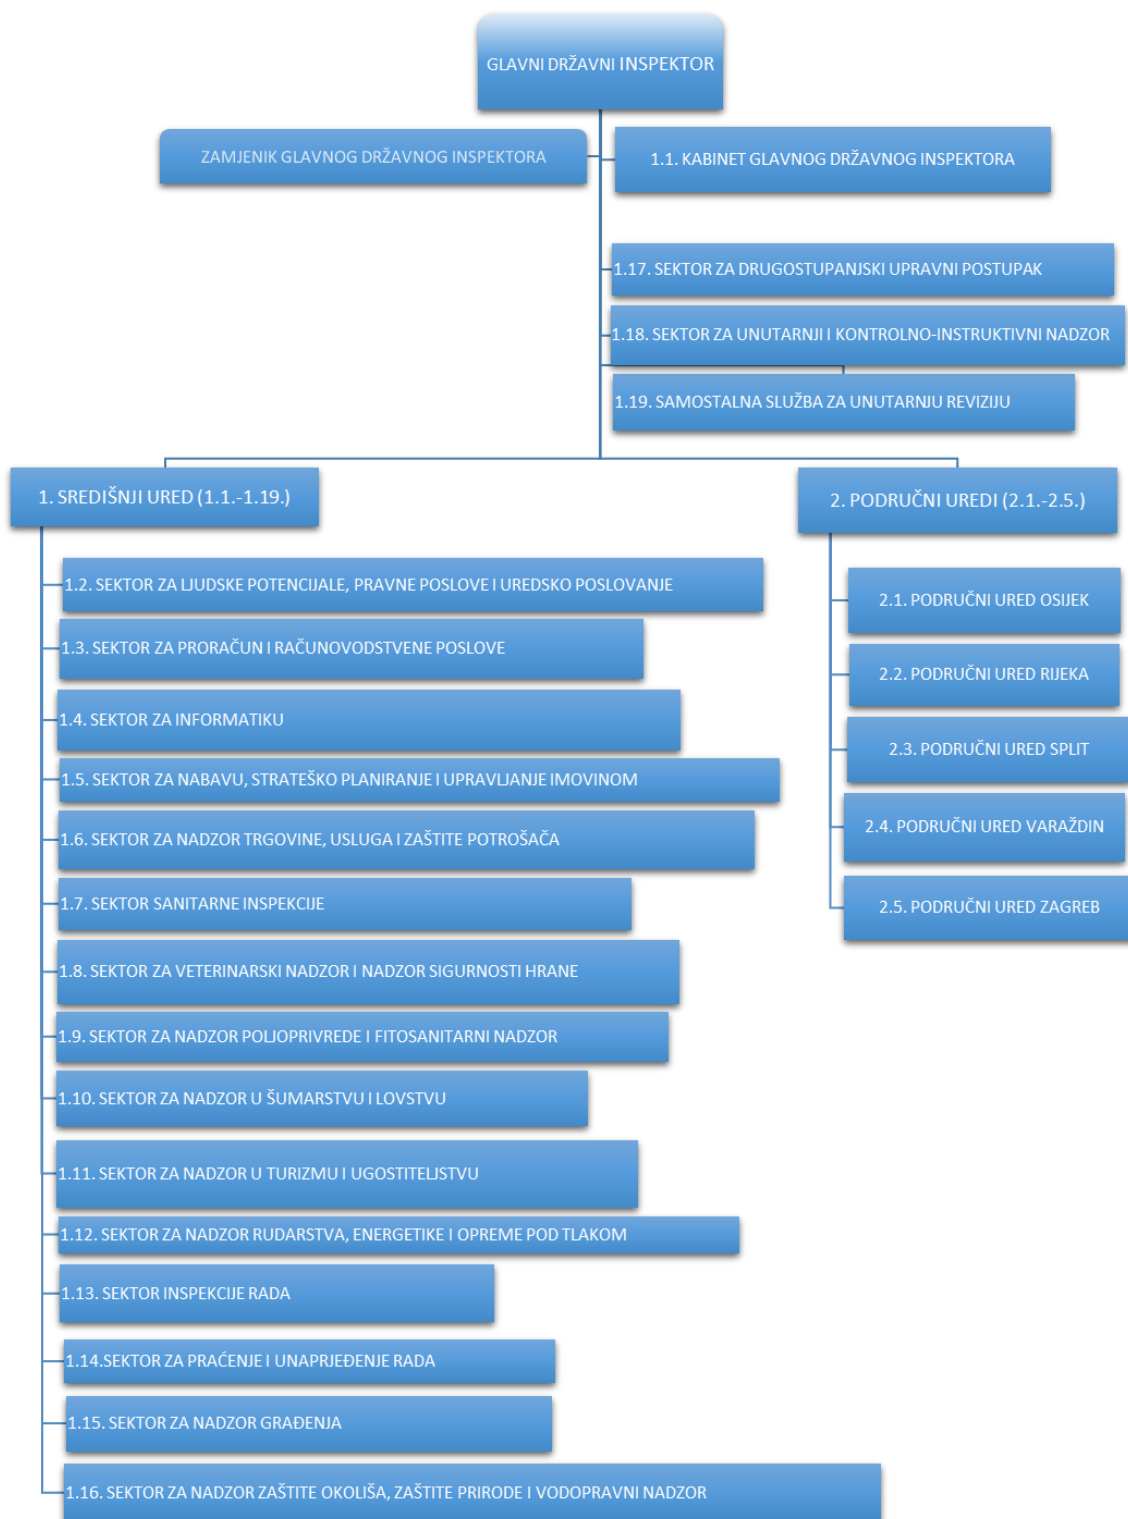 GLAVNI DRŽAVNI INSPEKTOR
ZAMJENIK GLAVNOG DRŽAVNOG INSPEKTORA
1.1. KABINET GLAVNOG DRŽAVNOG INSPEKTORA
1.17. SEKTOR ZA DRUGOSTUPANJSKI UPRAVNI POSTUPAK
1.18. SEKTOR ZA UNUTARNJI I KONTROLNO-INSTRUKTIVNI NADZOR
1.19. SAMOSTALNA SLUŽBA ZA UNUTARNJU REVIZIJU
1. SREDIŠNJI URED (1.1.-1.19.)
1.2. SEKTOR ZA LJUDSKE POTENCIJALE, PRAVNE POSLOVE I UREDSKO POSLOVANJE
1.3. SEKTOR ZA PRORAČUN I RAČUNOVODSTVENE POSLOVE
1.4. SEKTOR ZA INFORMATIKU
1.5. SEKTOR ZA NABAVU, STRATEŠKO PLANIRANJE I UPRAVLJANJE IMOVINOM
1.6. SEKTOR ZA NADZOR TRGOVINE, USLUGA I ZAŠTITE POTROŠAČA
1.7. SEKTOR SANITARNE INSPEKCIJE
1.8. SEKTOR ZA VETERINARSKI NADZOR I NADZOR SIGURNOSTI HRANE
1.9. SEKTOR ZA NADZOR POLJOPRIVREDE I FITOSANITARNI NADZOR
1.10. SEKTOR ZA NADZOR U ŠUMARSTVU I LOVSTVU
1.11. SEKTOR ZA NADZOR U TURIZMU I UGOSTITELJSTVU
1.12. SEKTOR ZA NADZOR RUDARSTVA, ENERGETIKE I OPREME POD TLAKOM
1.13. SEKTOR INSPEKCIJE RADA
1.14.SEKTOR ZA PRAĆENJE I UNAPRJEĐENJE RADA
1.15. SEKTOR ZA NADZOR GRAĐENJA
1.16. SEKTOR ZA NADZOR ZAŠTITE OKOLIŠA, ZAŠTITE PRIRODE I VODOPRAVNI NADZOR
2. PODRUČNI UREDI (2.1.-2.5.)
2.1. PODRUČNI URED OSIJEK
2.2. PODRUČNI URED RIJEKA
2.3. PODRUČNI URED SPLIT
2.4. PODRUČNI URED VARAŽDIN
2.5. PODRUČNI URED ZAGREB